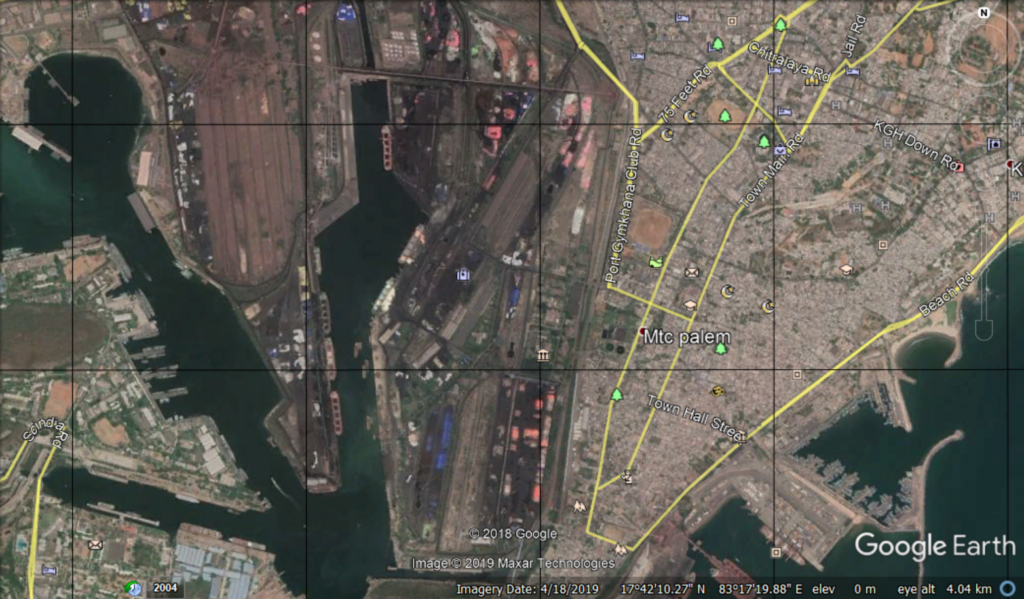 N
Jail Rd
Chitralaya Rd
75 Feet Rd
KGH Down Rd
Town Main Rd
K
Port Gymkhana Club Rd
Beach Rd
Mtc palem
Town Hall Street
Scindia Rd
© 2018 Google
Image © 2019 Maxar Technologies
Google Earth
2004
Imagery Date: 4/18/2019 17°42'10.27" N 83°17'19.88" E elev 0 m eye alt 4.04 km